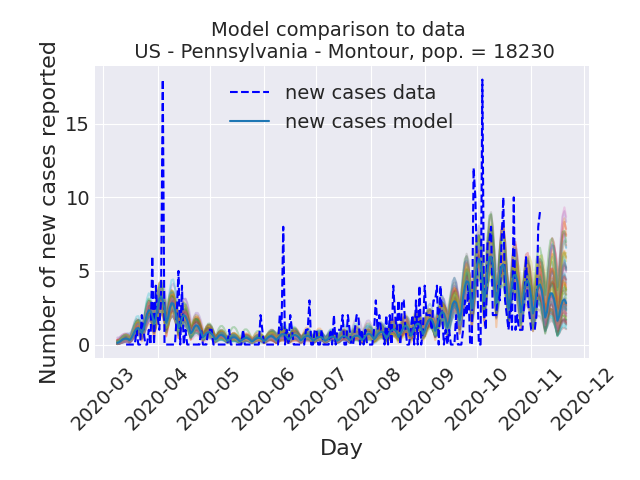 Model comparison to data
US - Pennsylvania - Montour, pop. = 18230
Number of new cases reported
new cases data
new cases model
15
10
5
0
2020-03
2020-04
2020-05
2020-06
2020-07
2020-08
2020-09
2020-10
2020-11
2020-12
Day